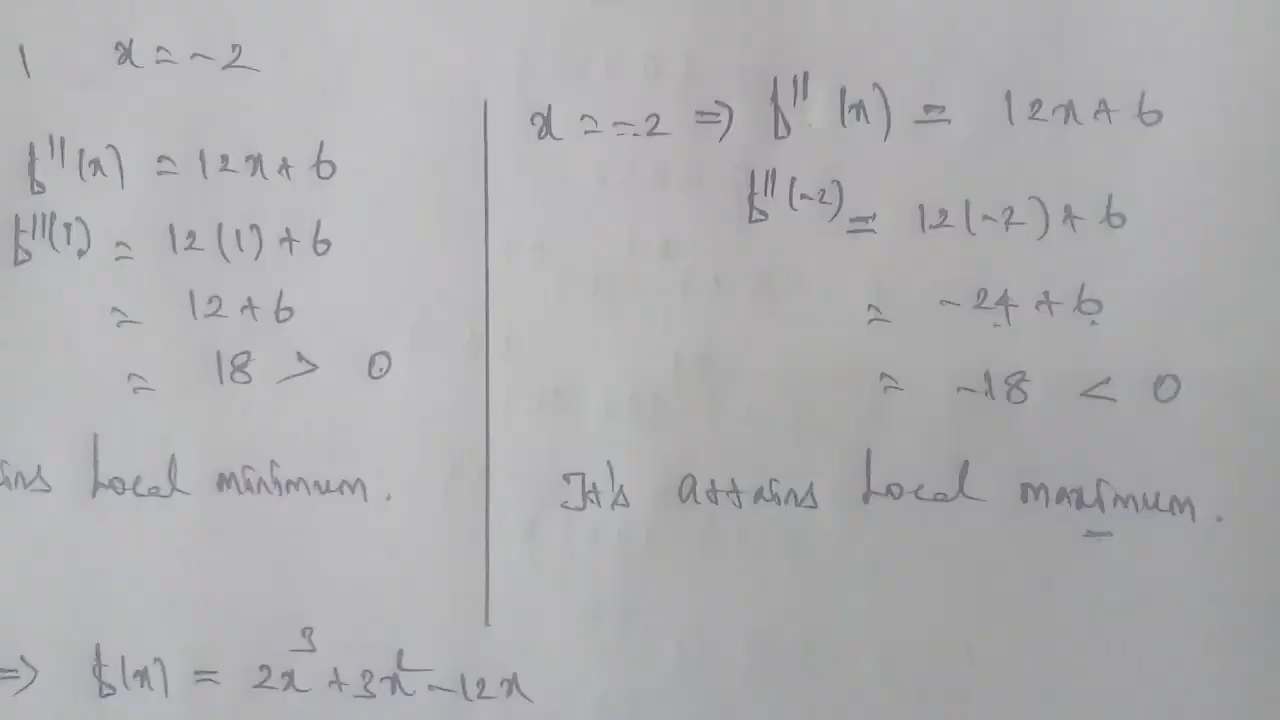 1 x = -2
f''(x) = 12x + 6
f''(1) = 12(1) + 6
= 12 + 6
= 18 > 0
ins Local minimum.
x = -2 ⇒ f''(x) = 12x + 6
f''(-2) = 12(-2) + 6
= -24 + 6
= -18 < 0
It's attains Local maximum.
⇒ f(x) = 2x³ + 3x² - 12x